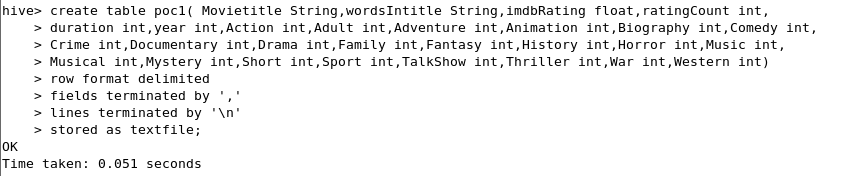 hive> create table poc1( Movietitle String,wordsIntitle String,imdbRating float,ratingCount int,
    > duration int,year int,Action int,Adult int,Adventure int,Animation int,Biography int,Comedy int,
    > Crime int,Documentary int,Drama int,Family int,Fantasy int,History int,Horror int,Music int,
    > Musical int,Mystery int,Short int,Sport int,TalkShow int,Thriller int,War int,Western int)
    > row format delimited
    > fields terminated by ','
    > lines terminated by '\n'
    > stored as textfile;
OK
Time taken: 0.051 seconds